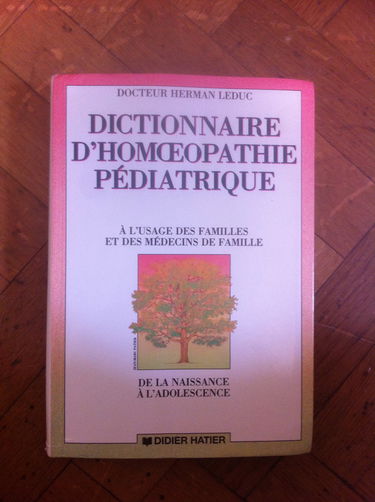 DOCTEUR HERMAN LEDUC
DICTIONNAIRE
D'HOMŒOPATHIE
PÉDIATRIQUE
À L'USAGE DES FAMILLES
ET DES MÉDECINS DE FAMILLE
DE LA NAISSANCE
À L'ADOLESCENCE
DIDIER HATIER